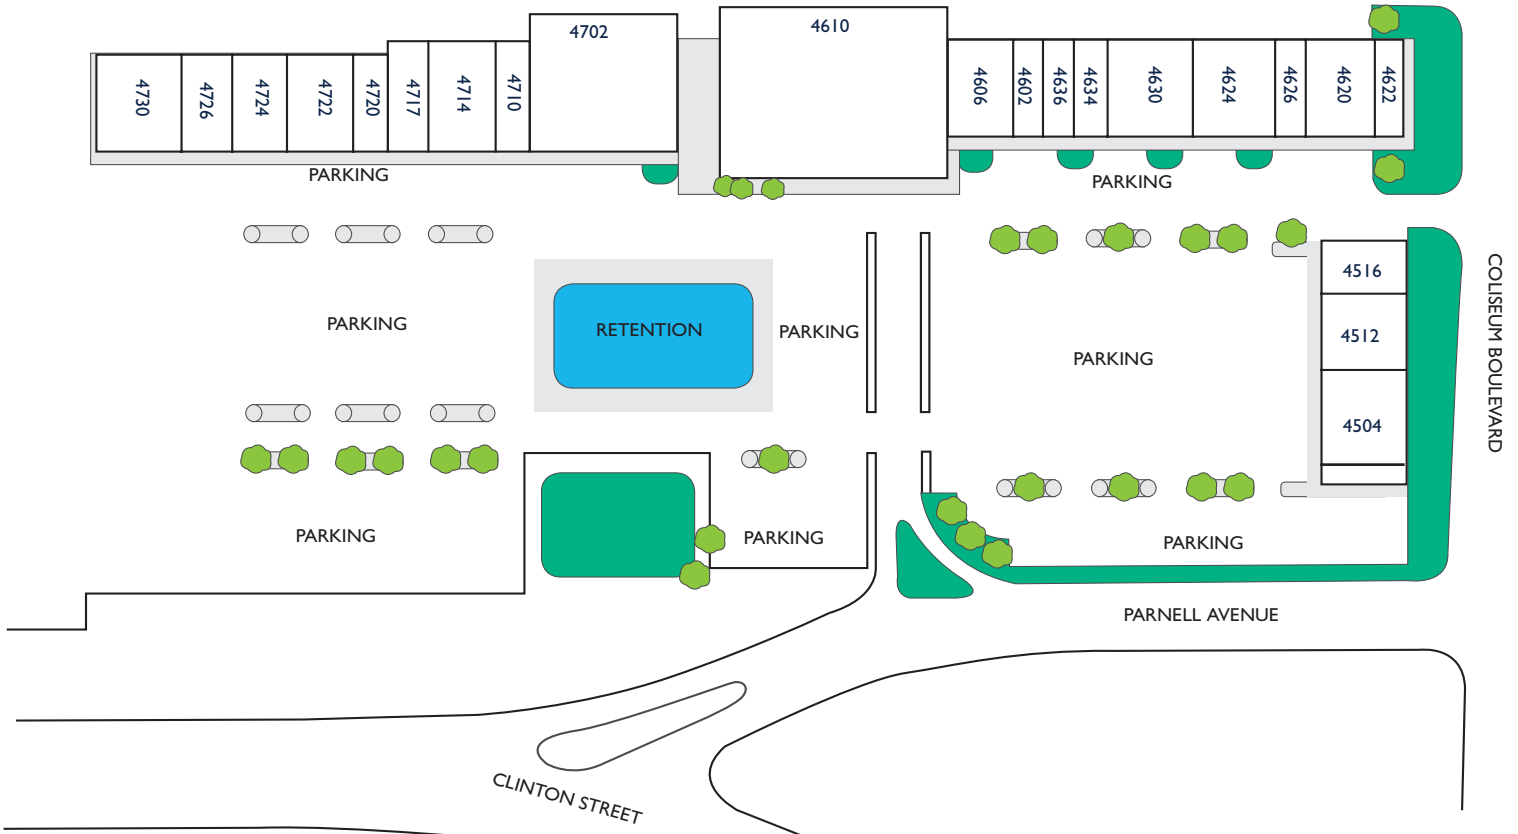 4702
4610
4730
4726
4724
4722
4720
4717
4714
4710
4606
4602
4636
4634
4630
4624
4626
4620
4622
PARKING
PARKING
4516
COLISEUM BOULEVARD
PARKING
RETENTION
PARKING
4512
PARKING
4504
PARKING
PARKING
PARKING
PARNELL AVENUE
CLINTON STREET